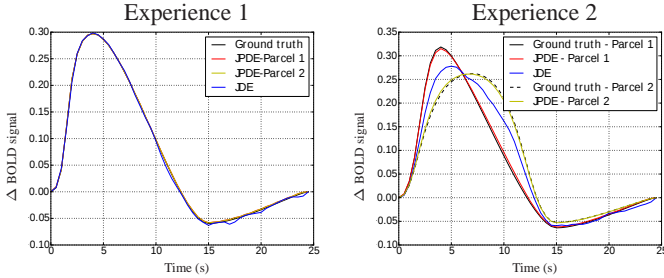 Experience 1
Δ BOLD signal
0.30
0.25
0.20
0.15
0.10
0.05
0.00
0.05
0.10
0 5 10 15 20 25
Time (s)
Ground truth
JPDE-Parcel 1
JPDE-Parcel 2
JDE
Experience 2
Δ BOLD signal
0.35
0.30
0.25
0.20
0.15
0.10
0.05
0.00
0.05
0.10
0 5 10 15 20 25
Time (s)
Ground truth - Parcel 1
JPDE - Parcel 1
JDE
Ground truth - Parcel 2
JPDE - Parcel 2